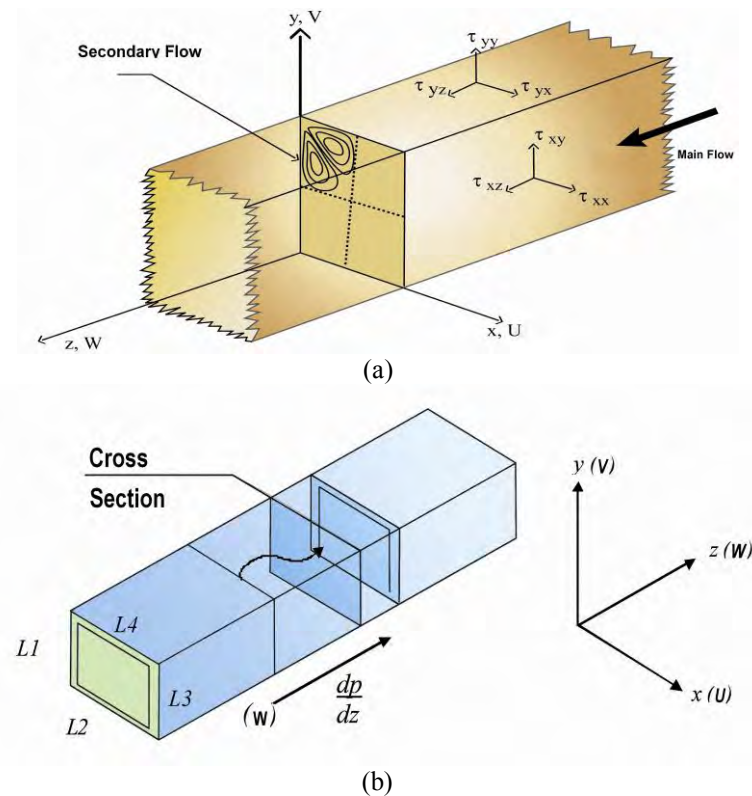 y, V
Secondary Flow
τ yy
τ yz
τ yx
τ xy
Main Flow
τ xz
τ xx
x, U
z, W
(a)
Cross
Section
y (V)
z (W)
L4
L1
L3
(W)
dp
dz
L2
x (U)
(b)